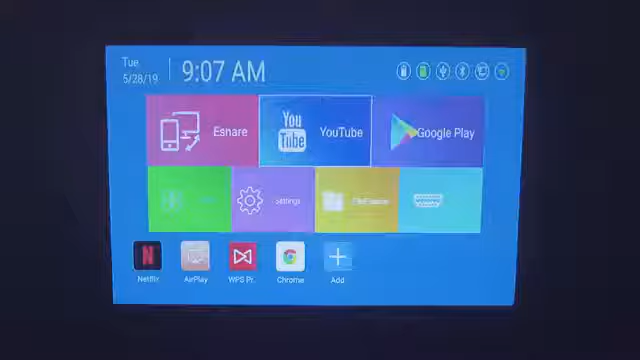 Tue
5/28/19
9:07 AM
Eshare
You
Tube
YouTube
Google Play
Settings
N
Netflix
AirPlay
WPS Pr..
Chrome
Add